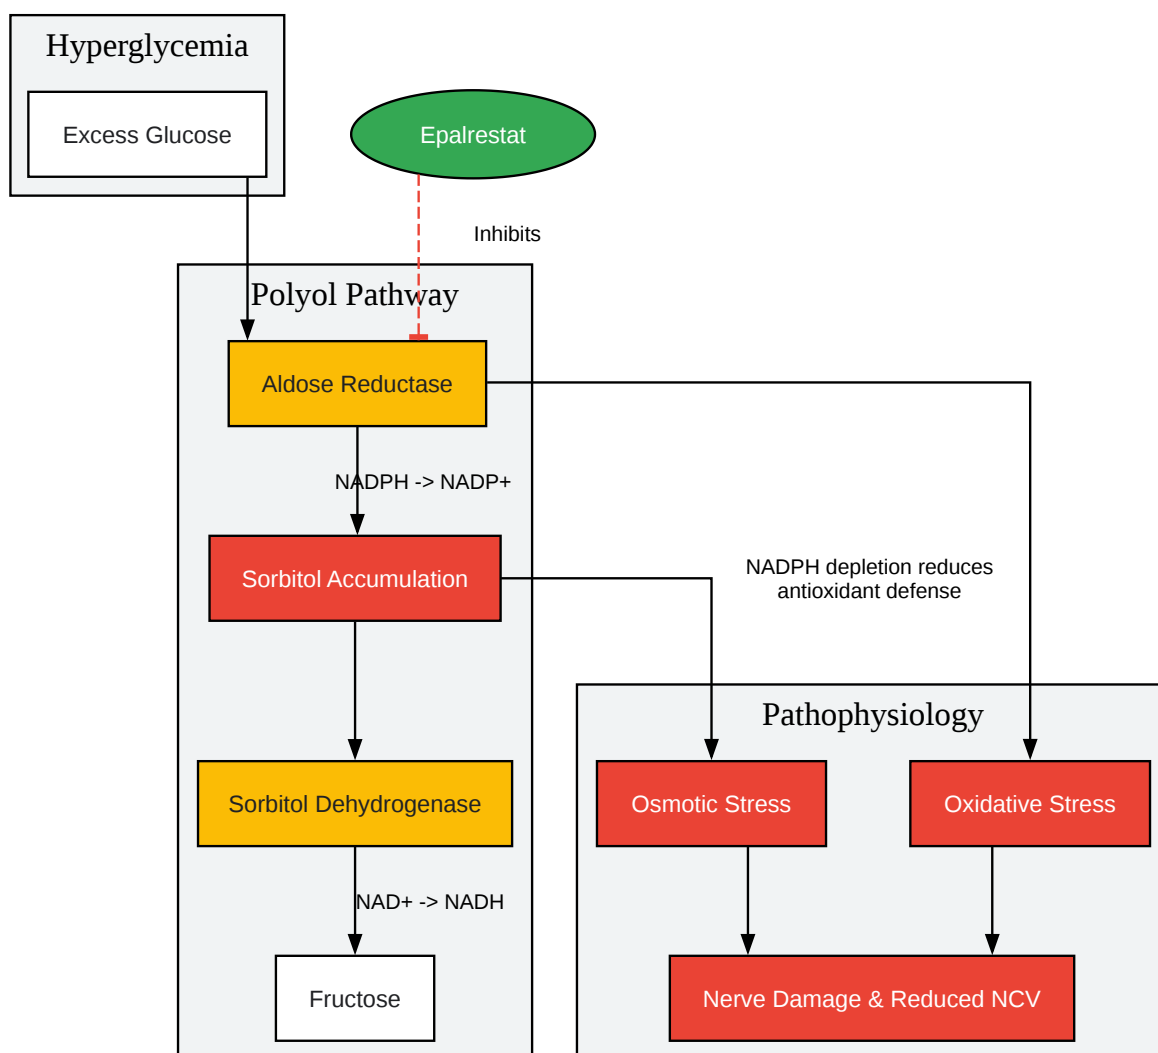 Hyperglycemia
Excess Glucose
Epalrestat
Inhibits
Polyol Pathway
Aldose Reductase
NADPH -> NADP+
Sorbitol Accumulation
NADPH depletion reduces
antioxidant defense
Pathophysiology
Sorbitol Dehydrogenase
Osmotic Stress
Oxidative Stress
NAD+ -> NADH
Fructose
Nerve Damage & Reduced NCV